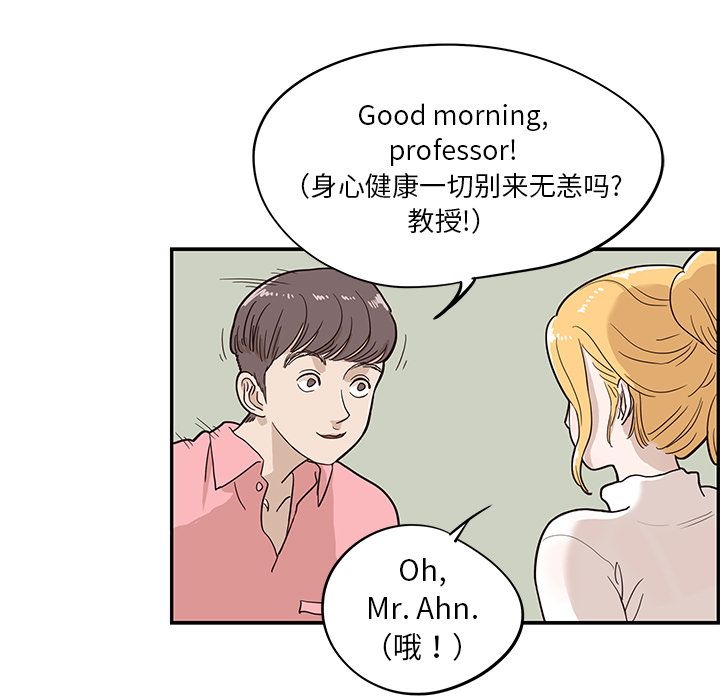 Good morning,
professor!
（身心健康一切别来无恙吗?
教授!）
Oh,
Mr. Ahn.
（哦！）